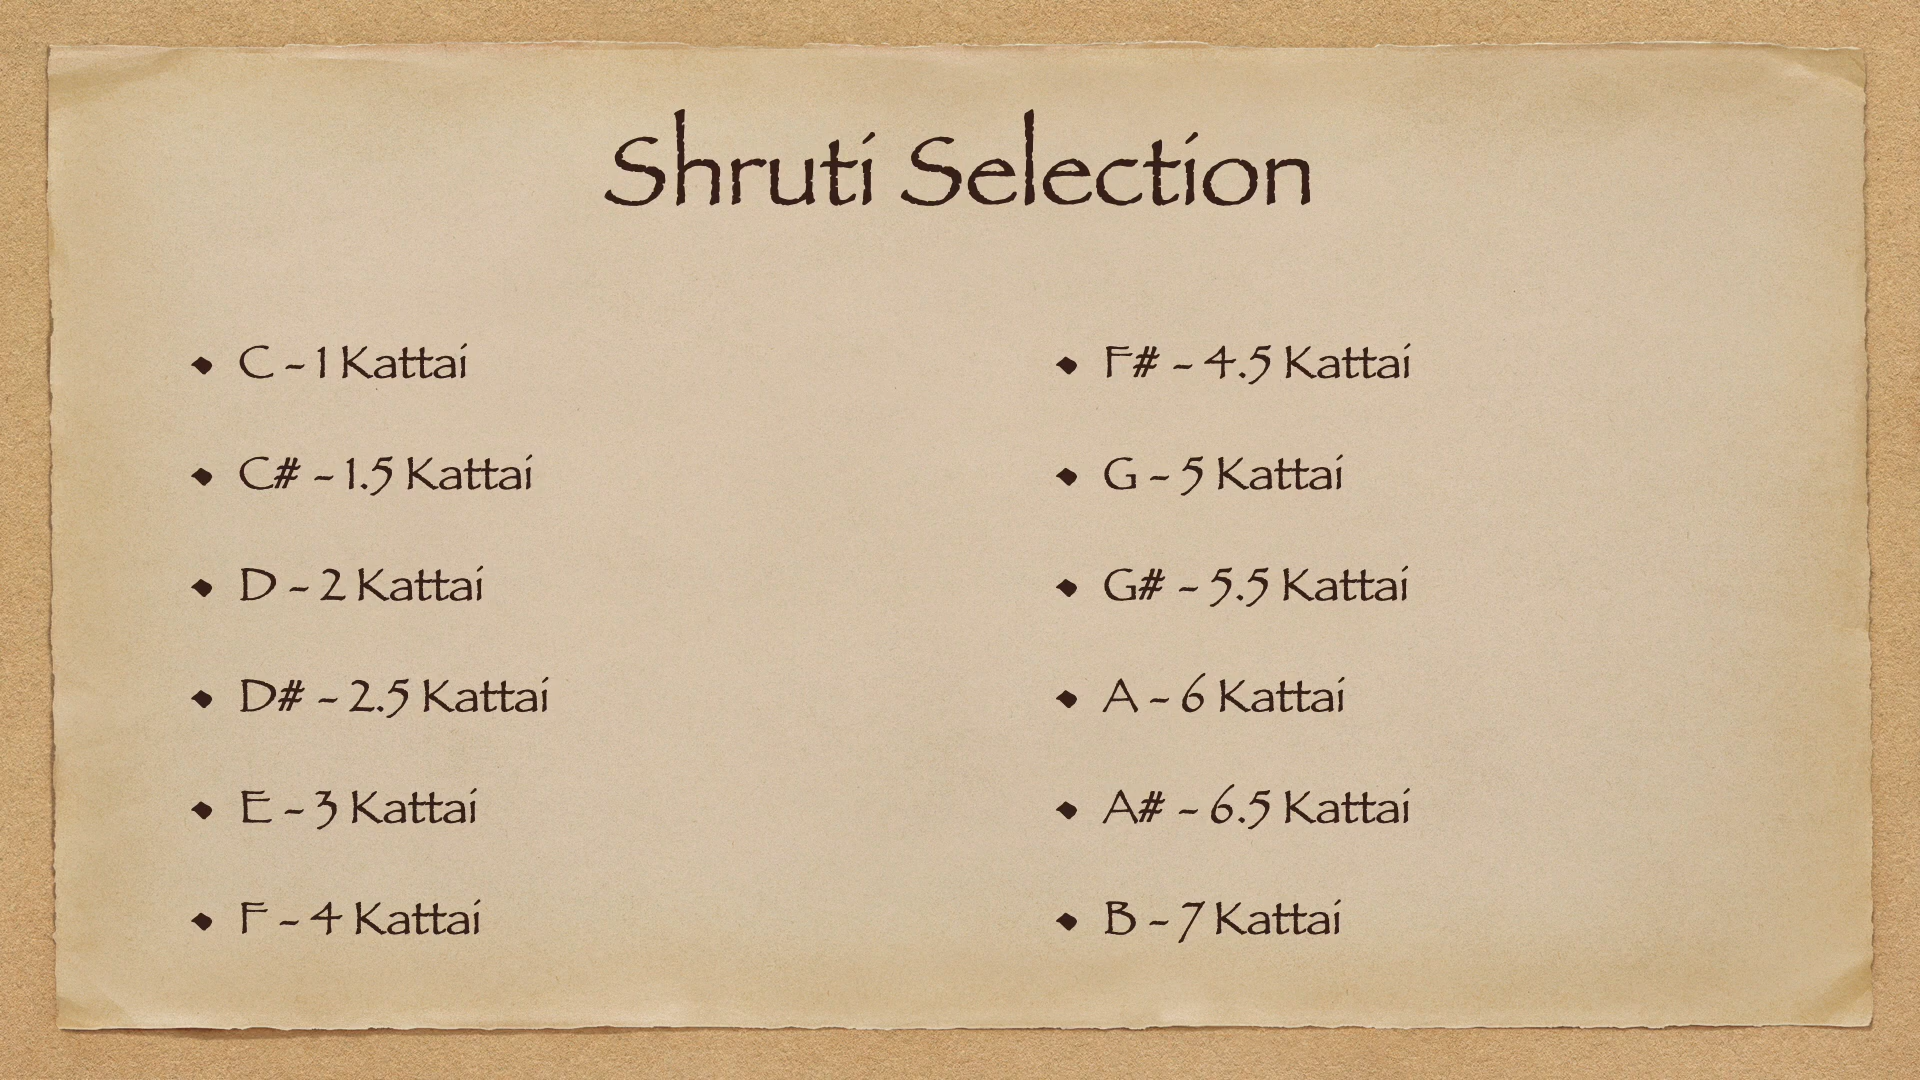 Shruti Selection
• C - 1 Kattai
• C# - 1.5 Kattai
• D - 2 Kattai
• D# - 2.5 Kattai
• E - 3 Kattai
• F - 4 Kattai
• F# - 4.5 Kattai
• G - 5 Kattai
• G# - 5.5 Kattai
• A - 6 Kattai
• A# - 6.5 Kattai
• B - 7 Kattai